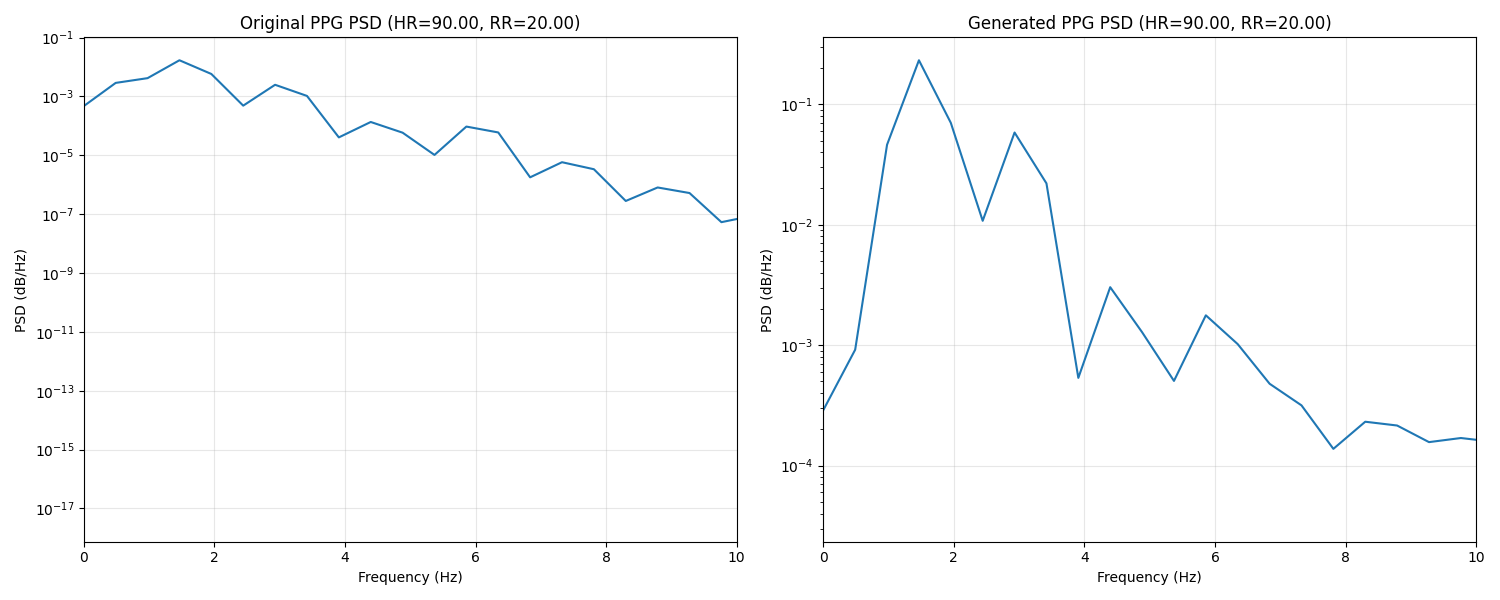 Original PPG PSD (HR=90.00, RR=20.00)
PSD (dB/Hz)
10⁻¹
10⁻³
10⁻⁵
10⁻⁷
10⁻⁹
10⁻¹¹
10⁻¹³
10⁻¹⁵
10⁻¹⁷
0 2 4 6 8 10
Frequency (Hz)
Generated PPG PSD (HR=90.00, RR=20.00)
PSD (dB/Hz)
10⁻¹
10⁻²
10⁻³
10⁻⁴
0 2 4 6 8 10
Frequency (Hz)